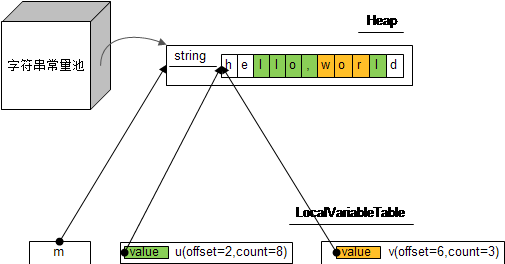 Heap
字符串常量池
string
h e l l o , w o r l d
LocalVariableTable
m
value u(offset=2,count=8)
value v(offset=6,count=3)